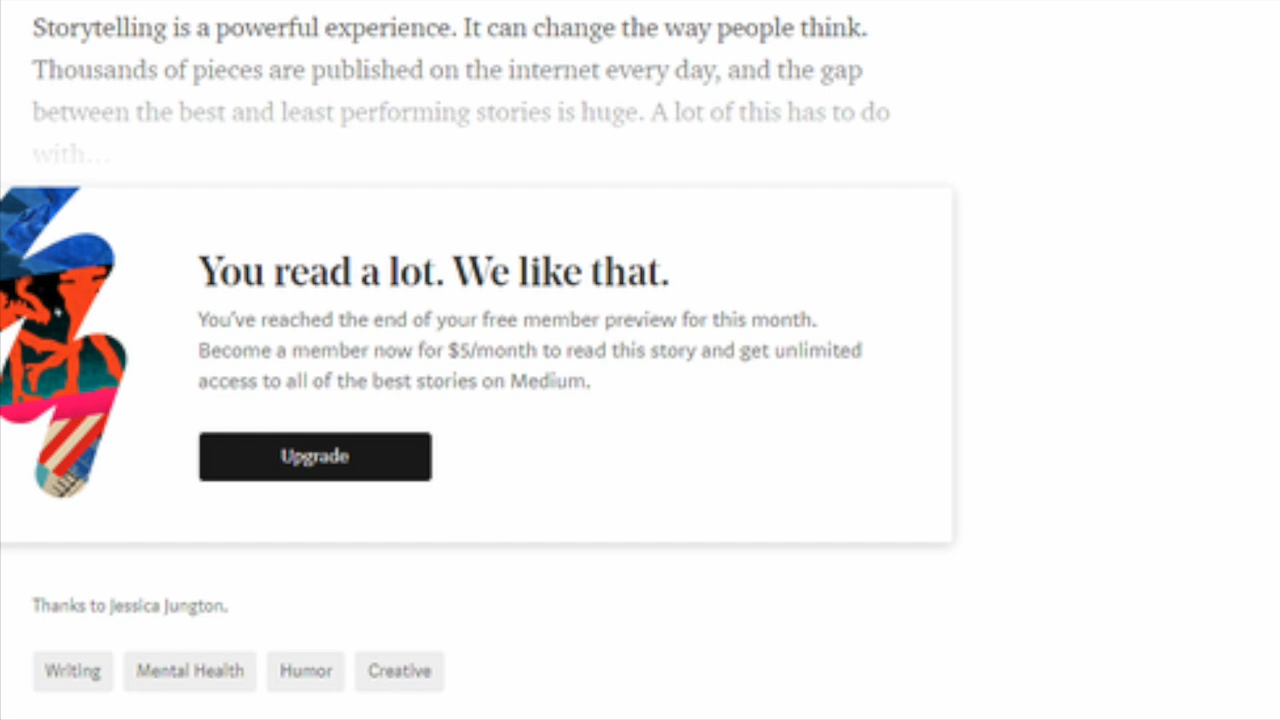 Storytelling is a powerful experience. It can change the way people think.
Thousands of pieces are published on the internet every day, and the gap
between the best and least performing stories is huge. A lot of this has to do
with...
You read a lot. We like that.
You've reached the end of your free member preview for this month.
Become a member now for $5/month to read this story and get unlimited
access to all of the best stories on Medium.
Upgrade
Thanks to Jessica Jungton.
Writing Mental Health Humor Creative